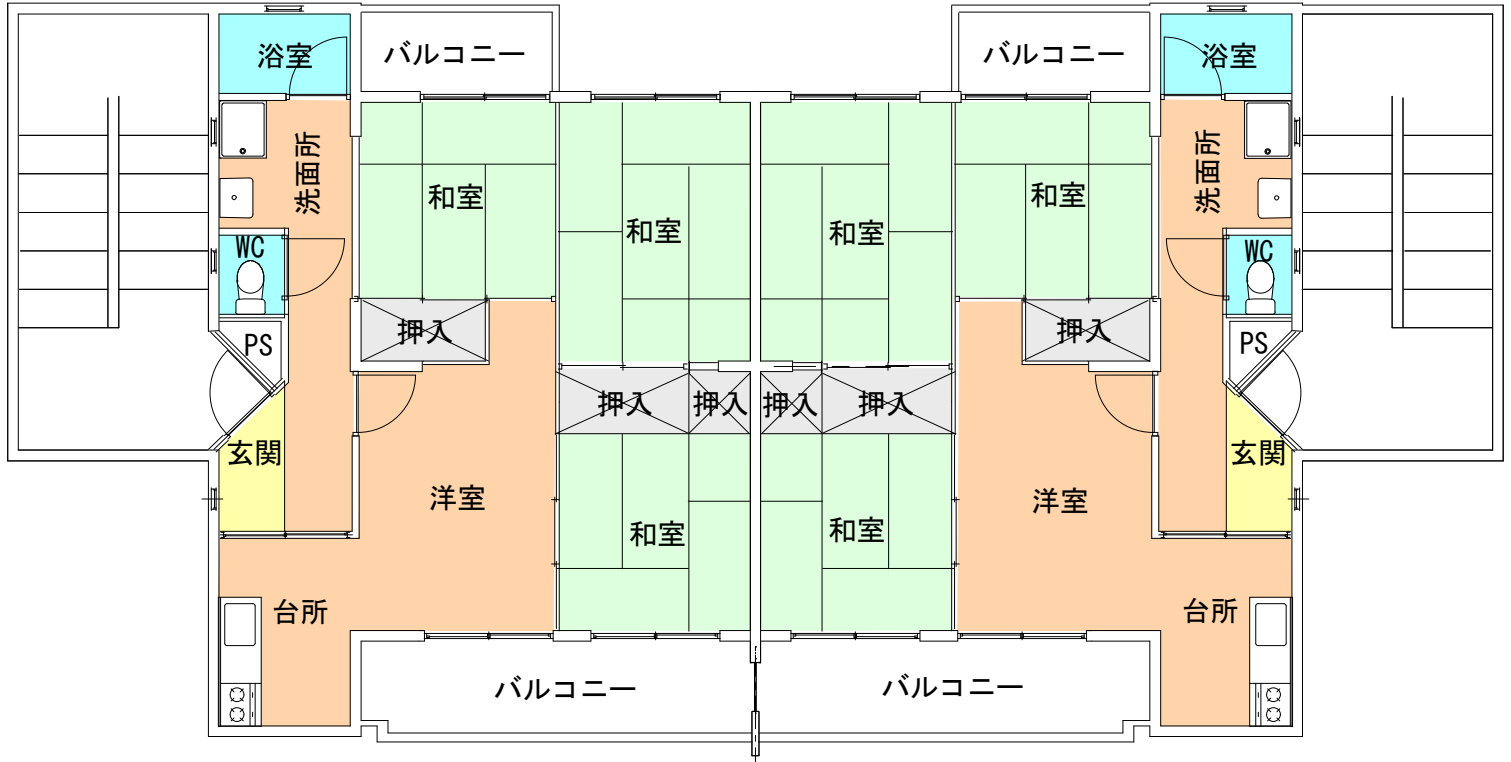 浴室
バルコニー
バルコニー
浴室
洗面所
和室
和室
和室
和室
洗面所
WC
WC
PS
押入
押入
PS
押入
押入
押入
押入
玄関
洋室
和室
和室
洋室
玄関
台所
台所
バルコニー
バルコニー